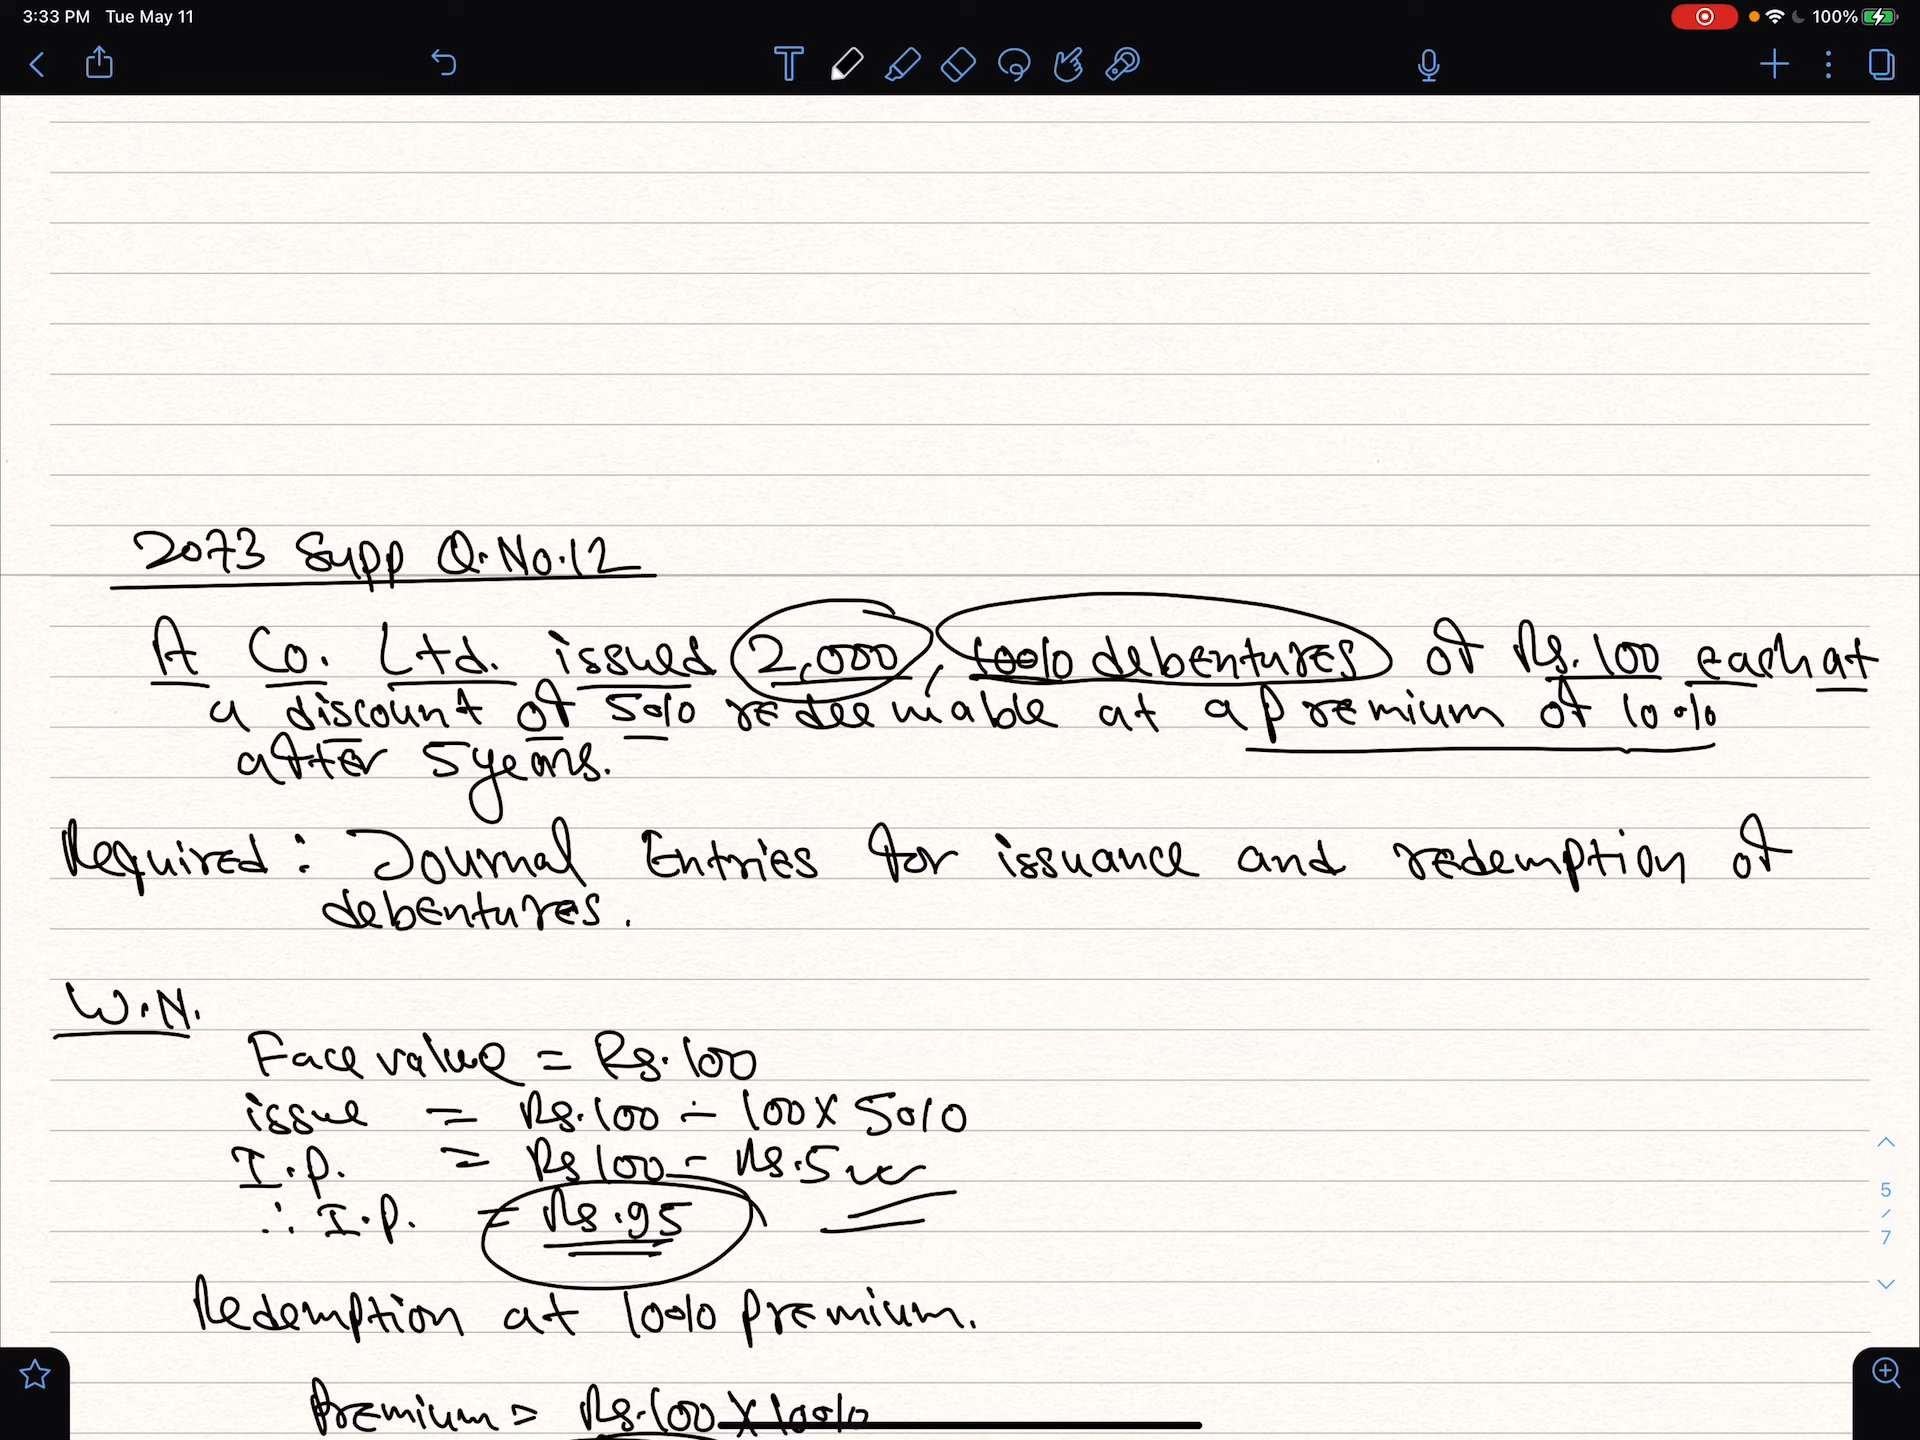 3:33 PM Tue May 11
100%
2073 Supp Q.No.12
A Co. Ltd. issued 2,000, 10% debentures of Rs. 100 each at
a discount of 5% redeemable at a premium of 10%
after 5 years.
Required: Journal Entries for issuance and redemption of
debentures.
W.N.
Face value = Rs. 100
issue = Rs. 100 - 100 X 5%
I.P. = Rs 100 - Rs. 5
∴ I.P. = Rs. 95
5
7
Redemption at 10% premium.
Premium = Rs. 100 X 10%